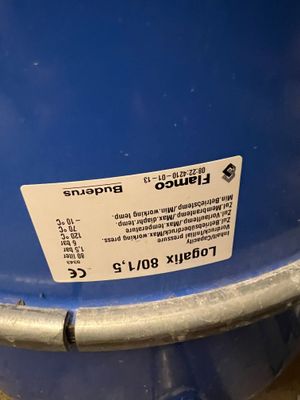 Flamco
Buderus
08:22:4210-01-13
Logafix 80/1,5
Inhalt/Capacity
80 liter
Vordruck/Initial pressure
1,5 bar
Zul.Betriebsüberdruck/Max.working press.
6 bar
Zul.Vorlauftemp./Max.temperature
120 °C
Zul.Membrantemp./Max.diaphr.temp.
70 °C
Min.Betriebstemp./Min.working temp.
-10 °C
CE
0343